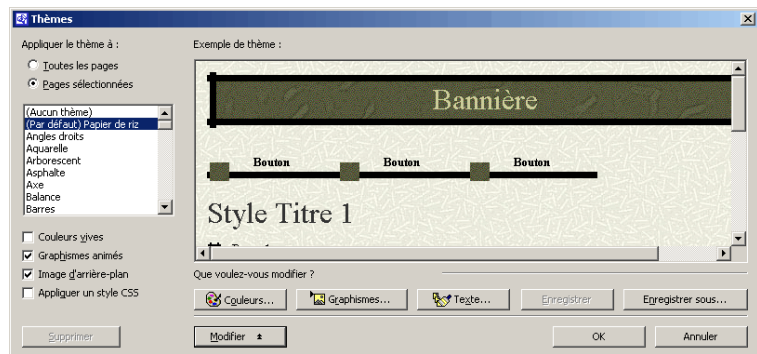 Thèmes
Appliquer le thème à :
Toutes les pages
Pages sélectionnées
(Aucun thème)
(Par défaut) Papier de riz
Angles droits
Aquarelle
Arborescent
Asphalte
Axe
Balance
Barres
Couleurs vives
Graphismes animés
Image d'arrière-plan
Appliquer un style CSS
Supprimer
Exemple de thème :
Bannière
Bouton Bouton Bouton
Style Titre 1
Que voulez-vous modifier ?
Couleurs... Graphismes... Texte... Enregistrer Enregistrer sous...
Modifier OK Annuler